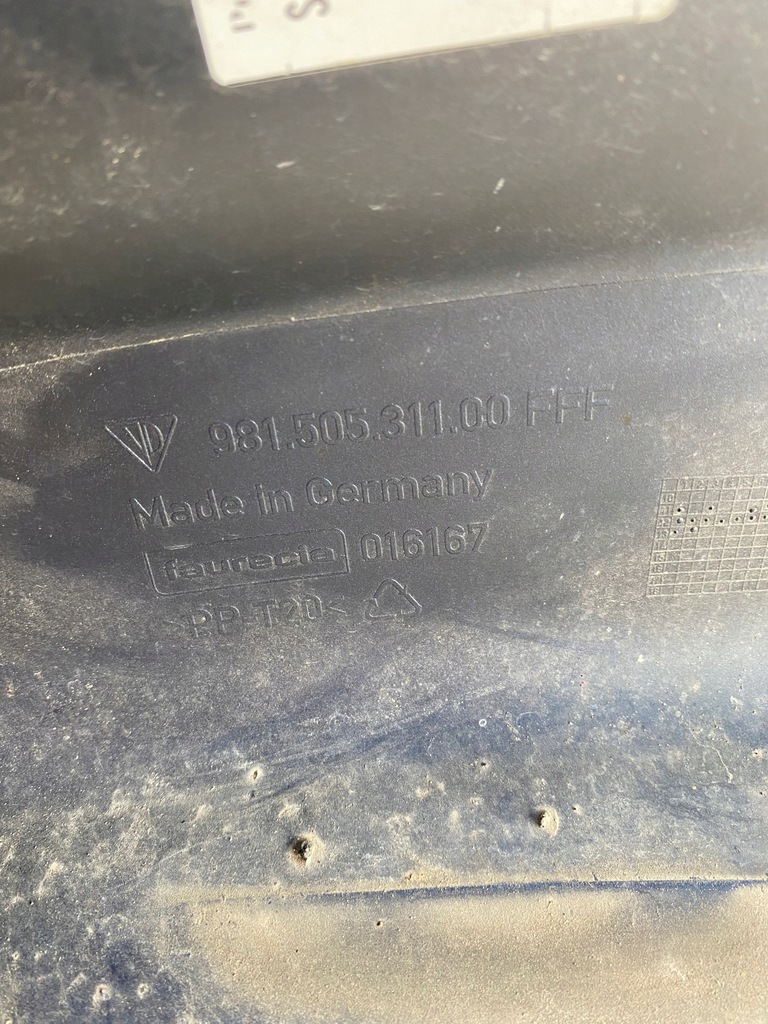 981.505.311.00 FFF
Made in Germany
faurecia 016167
>PP-T20<